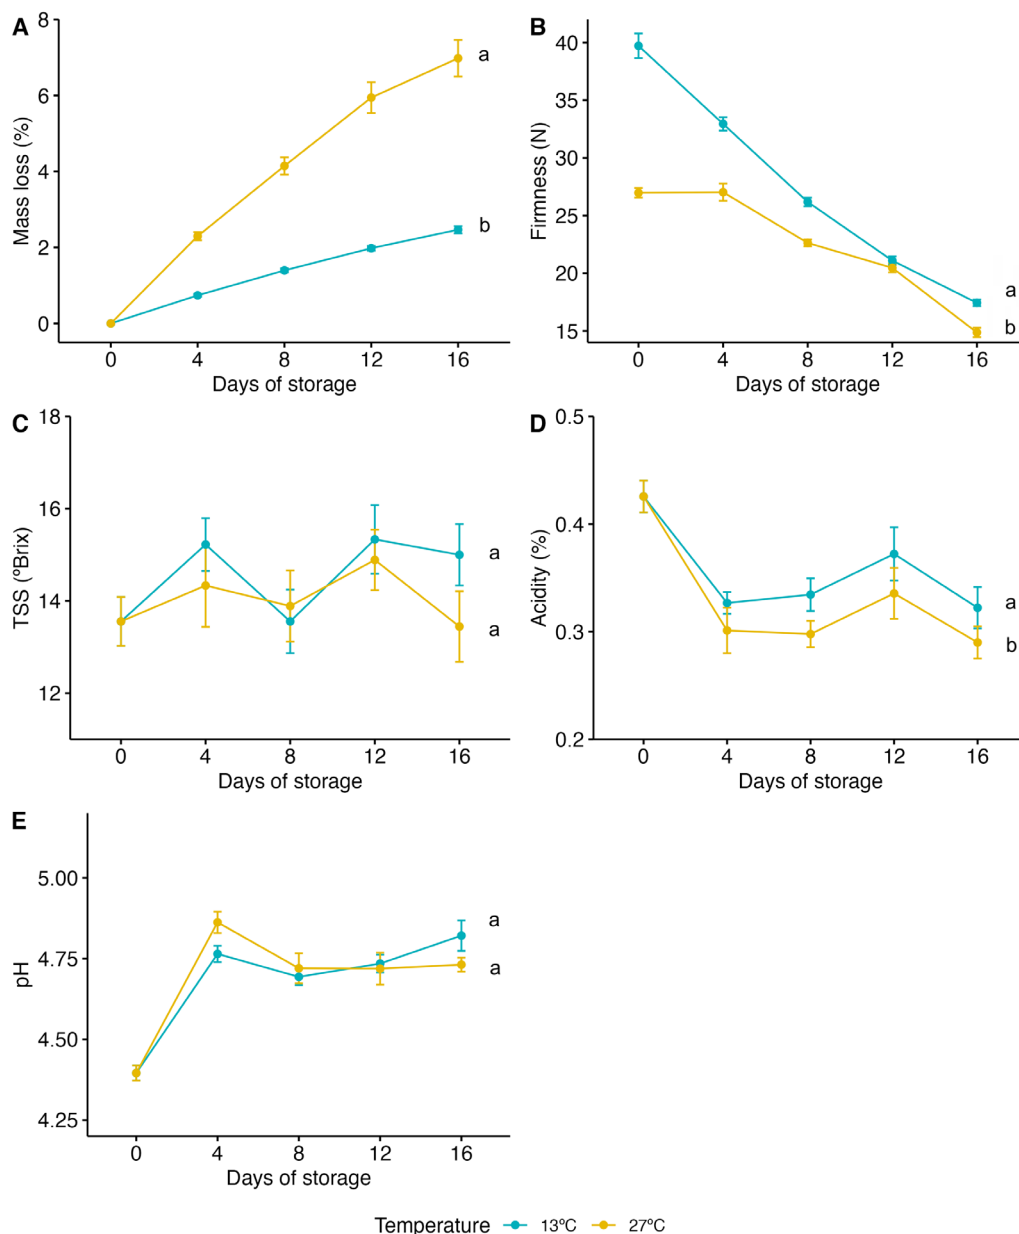 A
Mass loss (%)
8
6
4
2
0
a
b
0 4 8 12 16
Days of storage
B
Firmness (N)
40
35
30
25
20
15
a
b
0 4 8 12 16
Days of storage
C
TSS (ºBrix)
18
16
14
12
a
a
0 4 8 12 16
Days of storage
D
Acidity (%)
0.5
0.4
0.3
0.2
a
b
0 4 8 12 16
Days of storage
E
pH
5.00
4.75
4.50
4.25
a
a
0 4 8 12 16
Days of storage
Temperature 13ºC 27ºC